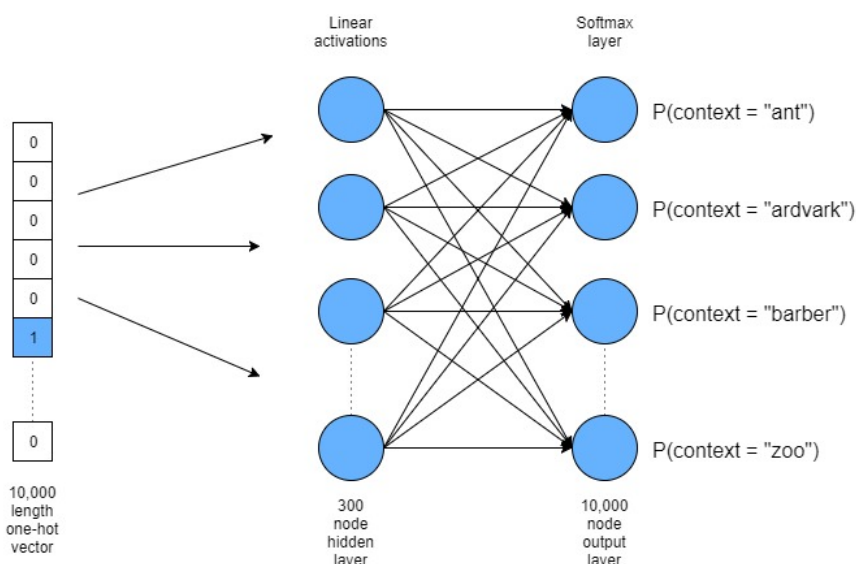 Linear
activations
Softmax
layer
0
0
0
0
0
1
0
P(context = "ant")
P(context = "ardvark")
P(context = "barber")
P(context = "zoo")
10,000
length
one-hot
vector
300
node
hidden
layer
10,000
node
output
layer